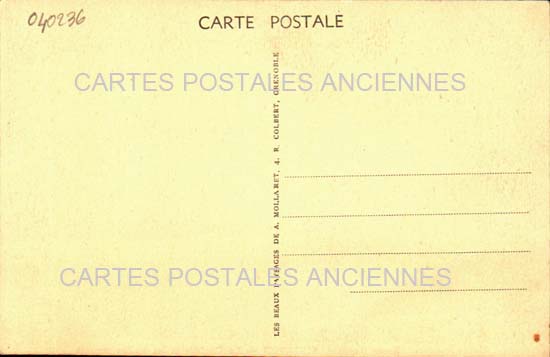 040236
CARTE POSTALE
CARTES POSTALES ANCIENNES
LES BEAUX PAYSAGES DE A. MOLLARET, 4, R. COLBERT, GRENOBLE
CARTES POSTALES ANCIENNES